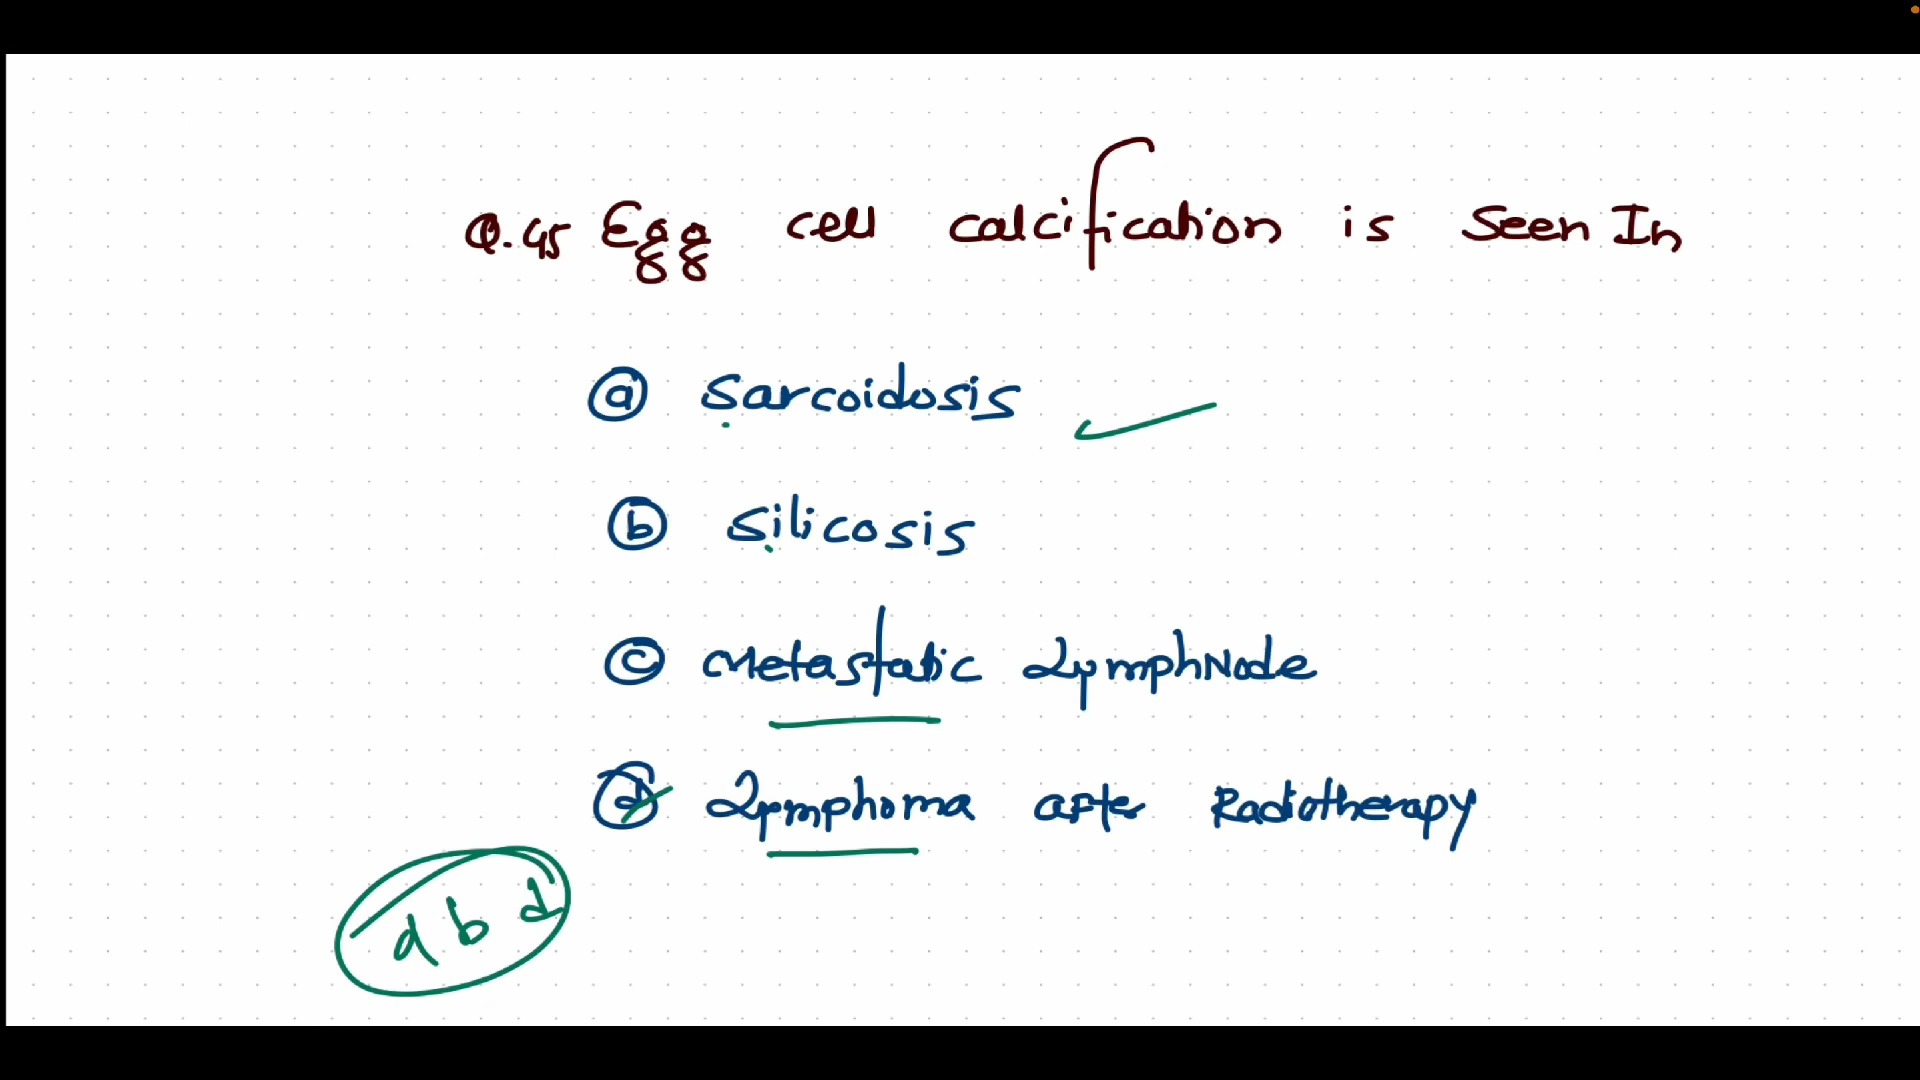 Q.45 Egg cell calcification is seen In
a Sarcoidosis
b Silicosis
c Metastatic LymphNode
d Lymphoma after Radiotherapy
a b d